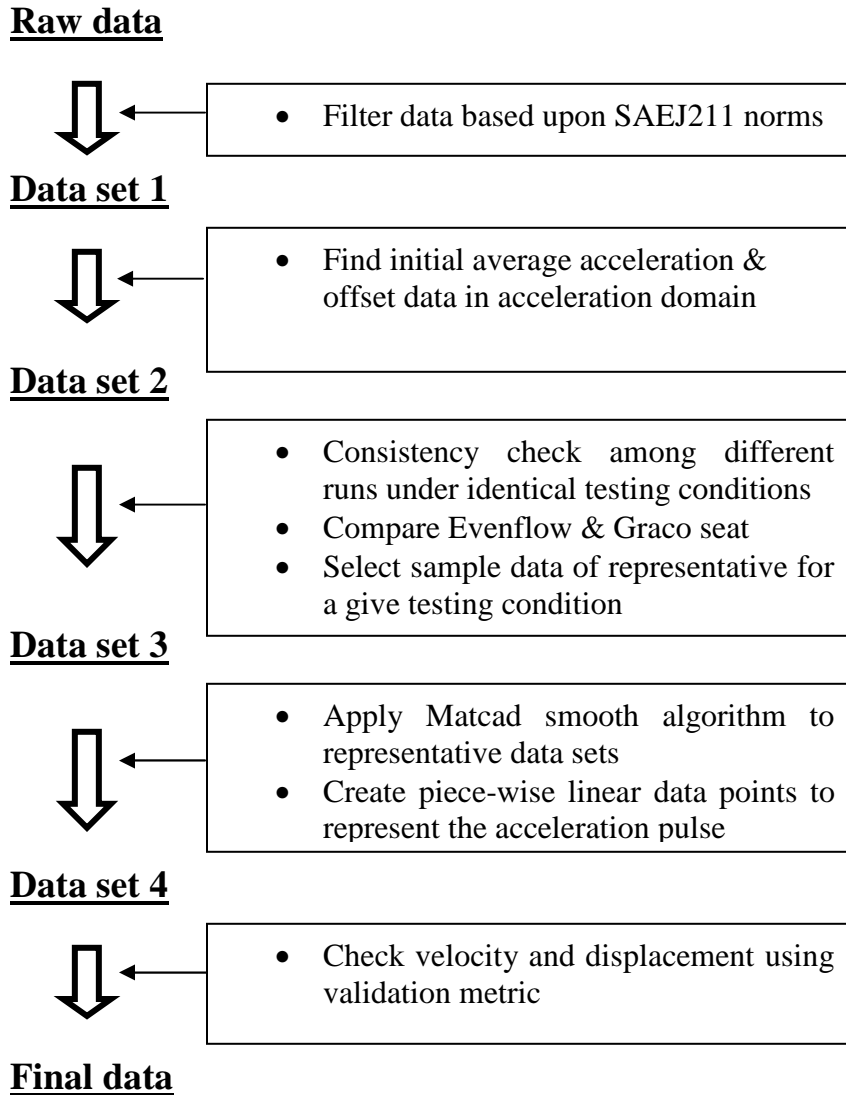 Raw data
• Filter data based upon SAEJ211 norms
Data set 1
• Find initial average acceleration &
offset data in acceleration domain
Data set 2
• Consistency check among different
runs under identical testing conditions
• Compare Evenflow & Graco seat
• Select sample data of representative for
a give testing condition
Data set 3
• Apply Matcad smooth algorithm to
representative data sets
• Create piece-wise linear data points to
represent the acceleration pulse
Data set 4
• Check velocity and displacement using
validation metric
Final data